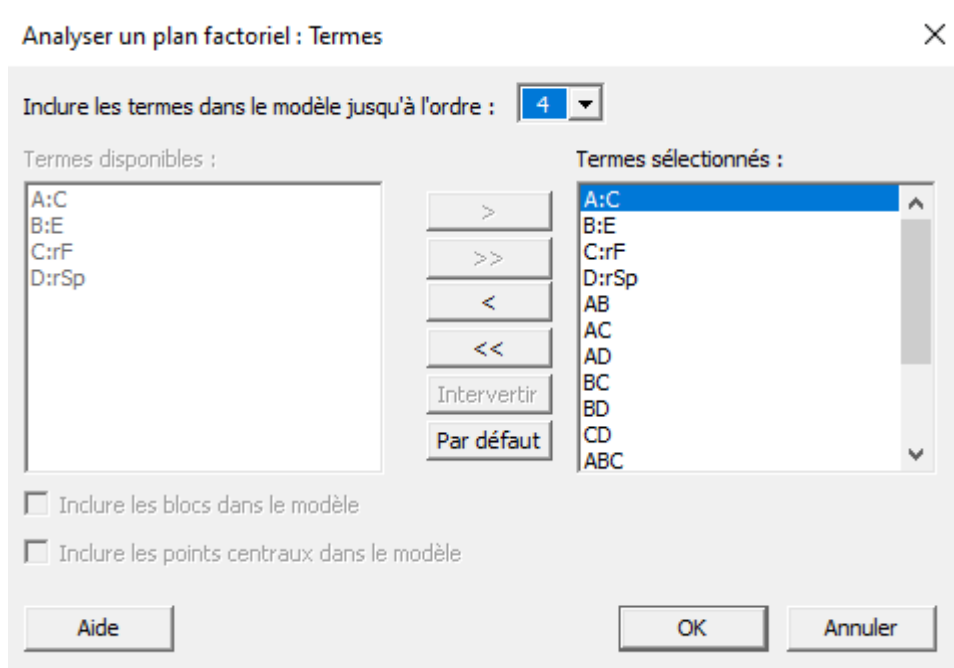 Analyser un plan factoriel : Termes
Inclure les termes dans le modèle jusqu'à l'ordre : 4
Termes disponibles :
A:C
B:E
C:rF
D:rSp
>
>>
<
<<
Intervertir
Par défaut
Termes sélectionnés :
A:C
B:E
C:rF
D:rSp
AB
AC
AD
BC
BD
CD
ABC
Inclure les blocs dans le modèle
Inclure les points centraux dans le modèle
Aide
OK
Annuler